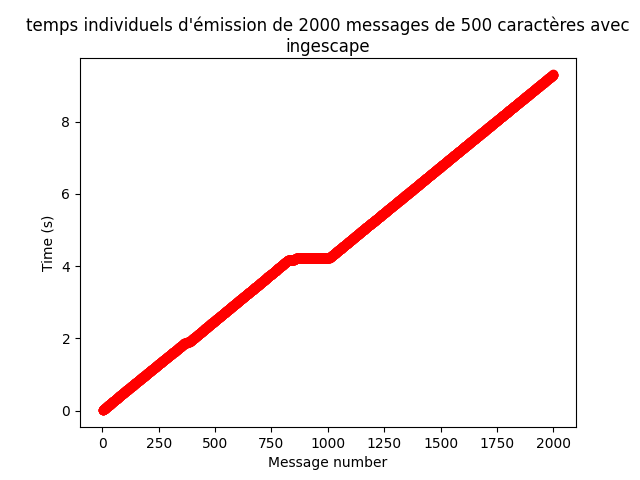 temps individuels d'émission de 2000 messages de 500 caractères avec
ingescape
8
6
4
2
0
Time (s)
0 250 500 750 1000 1250 1500 1750 2000
Message number